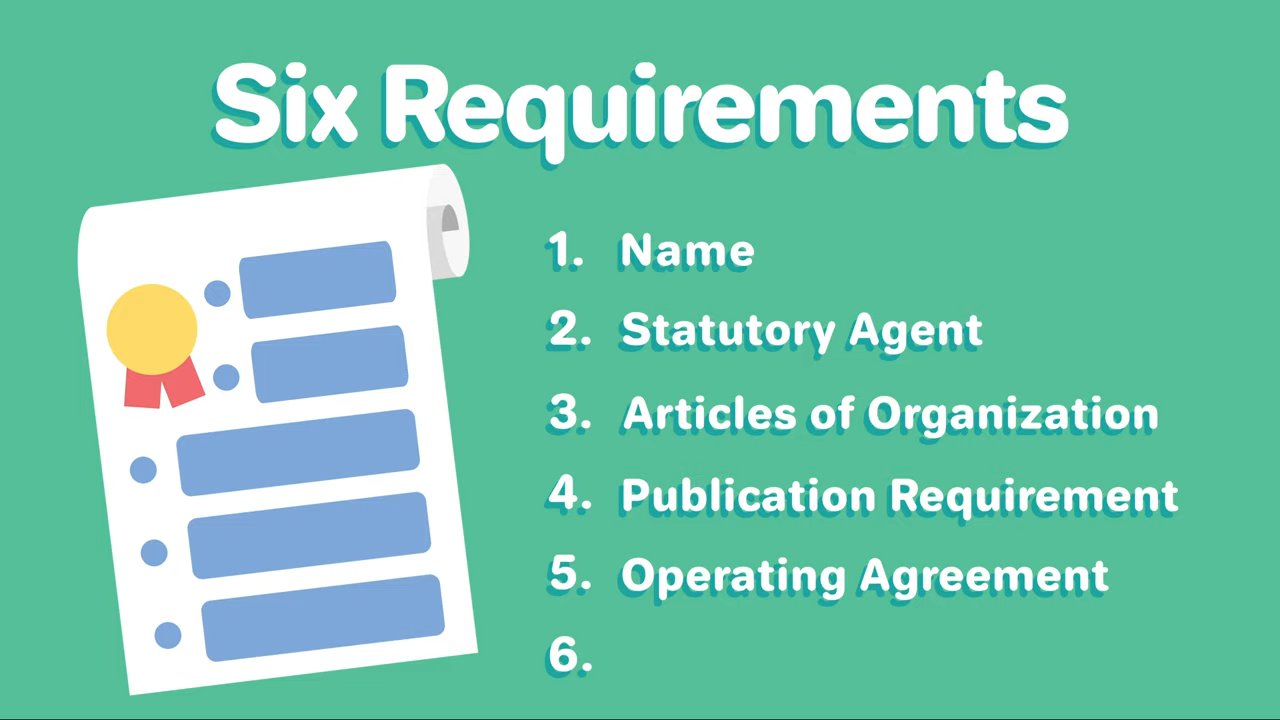 Six Requirements
1. Name
2. Statutory Agent
3. Articles of Organization
4. Publication Requirement
5. Operating Agreement
6.